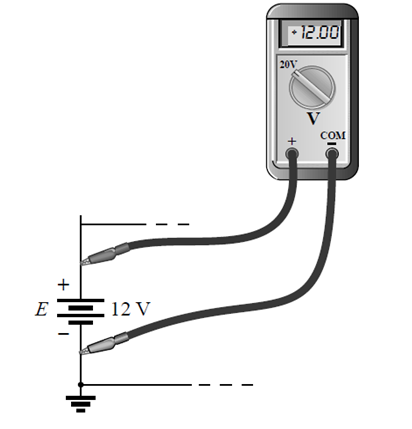 +12.00
20V
V
COM
+ −
+
E 12 V
−